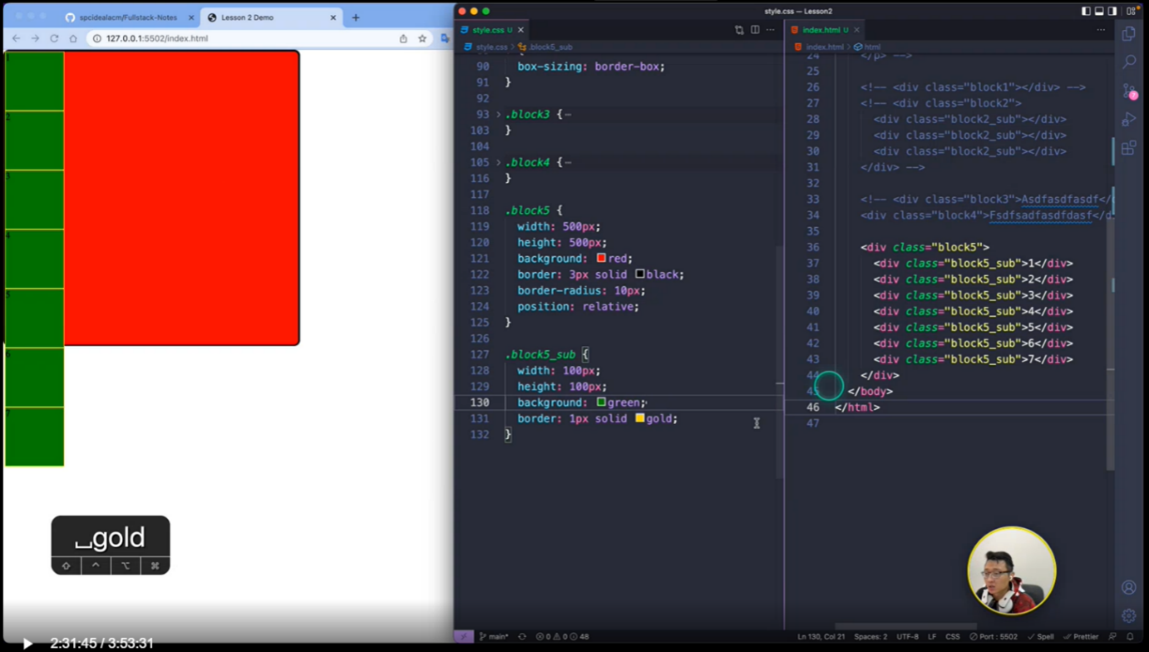 spcidealacm/Fullstack-Notes
Lesson 2 Demo
127.0.0.1:5502/index.html
1
2
3
4
5
6
7
gold
2:31:45 / 3:53:31
style.css — Lesson2
style.css U
style.css > .block5_sub
90 box-sizing: border-box;
91 }
92
93 .block3 {
103 }
104
105 .block4 {
116 }
117
118 .block5 {
119 width: 500px;
120 height: 500px;
121 background: red;
122 border: 3px solid black;
123 border-radius: 10px;
124 position: relative;
125 }
126
127 .block5_sub {
128 width: 100px;
129 height: 100px;
130 background: green;
131 border: 1px solid gold;
132 }
index.html U
index.html > html
24 </p> -->
25
26 <!-- <div class="block1"></div> -->
27 <!-- <div class="block2">
28 <div class="block2_sub"></div>
29 <div class="block2_sub"></div>
30 <div class="block2_sub"></div>
31 </div> -->
32
33 <!-- <div class="block3">Asdfasdfasdf</
34 <div class="block4">Fsdfsadfasdfdasf</d
35
36 <div class="block5">
37 <div class="block5_sub">1</div>
38 <div class="block5_sub">2</div>
39 <div class="block5_sub">3</div>
40 <div class="block5_sub">4</div>
41 <div class="block5_sub">5</div>
42 <div class="block5_sub">6</div>
43 <div class="block5_sub">7</div>
44 </div>
45 </body>
46 </html>
47
main* 0 0 48
Ln 130, Col 21 Spaces: 2 UTF-8 LF CSS Port : 5502 Spell Prettier